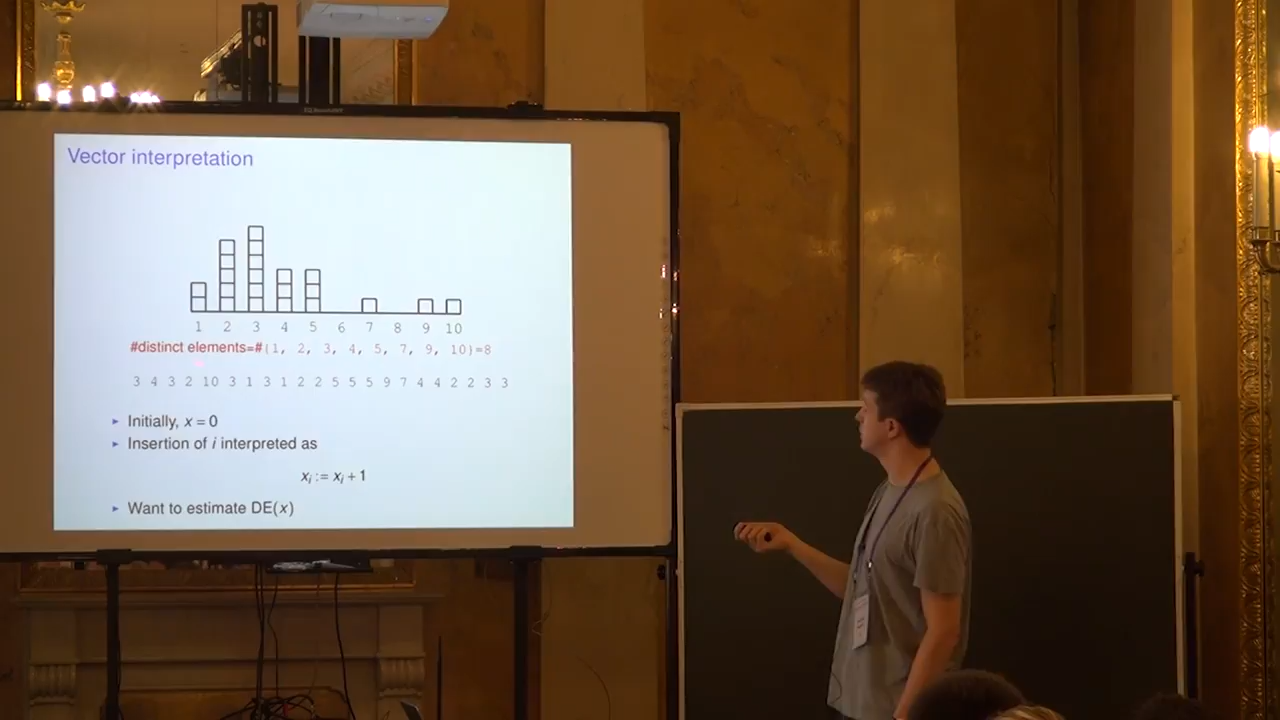 Vector interpretation
1 2 3 4 5 6 7 8 9 10
#distinct elements=#(1, 2, 3, 4, 5, 7, 9, 10)=8
3 4 3 2 10 3 1 3 1 2 2 5 5 5 9 7 4 4 2 2 3 3
▸ Initially, x = 0
▸ Insertion of i interpreted as
xᵢ := xᵢ + 1
▸ Want to estimate DE(x)